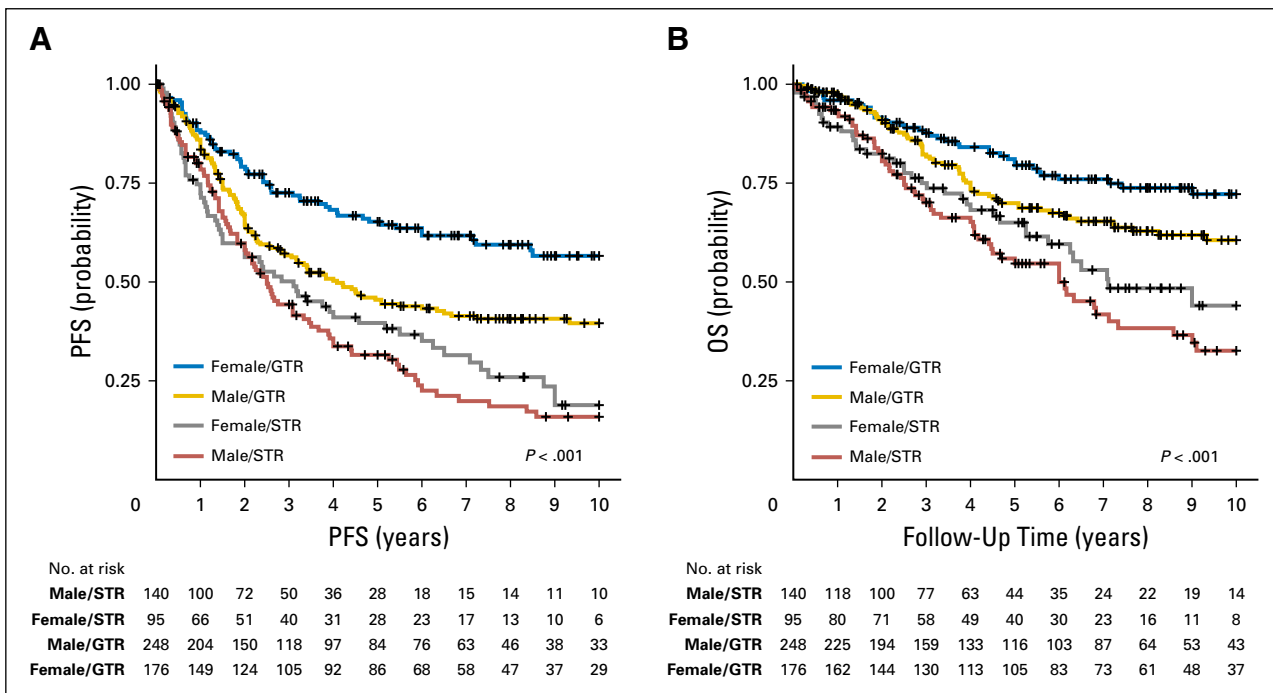 A
1.00
0.75
0.50
0.25
PFS (probability)
Female/GTR
Male/GTR
Female/STR
Male/STR
P < .001
0 1 2 3 4 5 6 7 8 9 10
PFS (years)
No. at risk
Male/STR 140 100 72 50 36 28 18 15 14 11 10
Female/STR 95 66 51 40 31 28 23 17 13 10 6
Male/GTR 248 204 150 118 97 84 76 63 46 38 33
Female/GTR 176 149 124 105 92 86 68 58 47 37 29
B
1.00
0.75
0.50
0.25
OS (probability)
Female/GTR
Male/GTR
Female/STR
Male/STR
P < .001
0 1 2 3 4 5 6 7 8 9 10
Follow-Up Time (years)
No. at risk
Male/STR 140 118 100 77 63 44 35 24 22 19 14
Female/STR 95 80 71 58 49 40 30 23 16 11 8
Male/GTR 248 225 194 159 133 116 103 87 64 53 43
Female/GTR 176 162 144 130 113 105 83 73 61 48 37